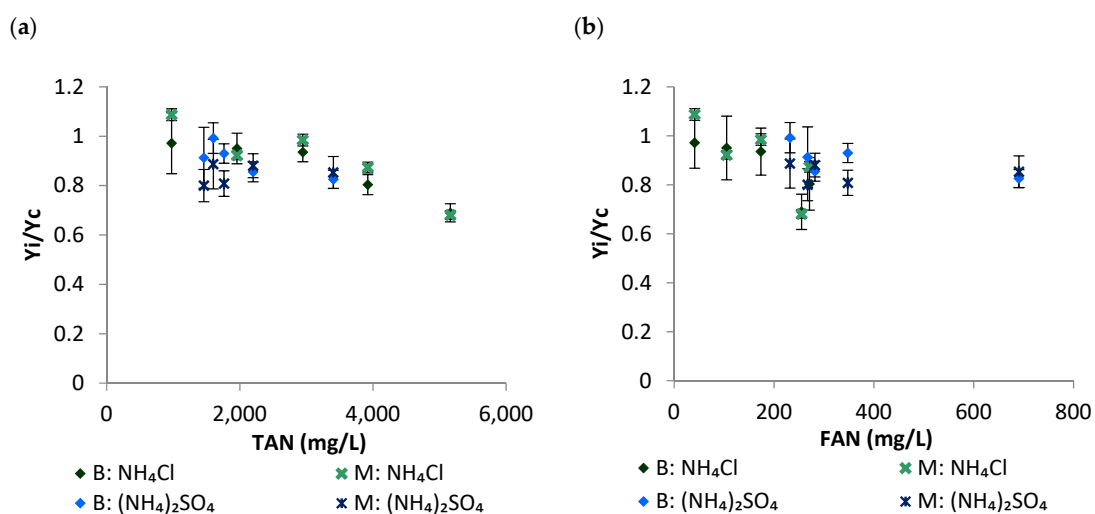 (a)
(b)
Yi/Yc
1.2
1
0.8
0.6
0.4
0.2
0
0
2,000
4,000
6,000
TAN (mg/L)
B: NH₄Cl
M: NH₄Cl
B: (NH₄)₂SO₄
M: (NH₄)₂SO₄
Yi/Yc
1.2
1
0.8
0.6
0.4
0.2
0
0
200
400
600
800
FAN (mg/L)
B: NH₄Cl
M: NH₄Cl
B: (NH₄)₂SO₄
M: (NH₄)₂SO₄